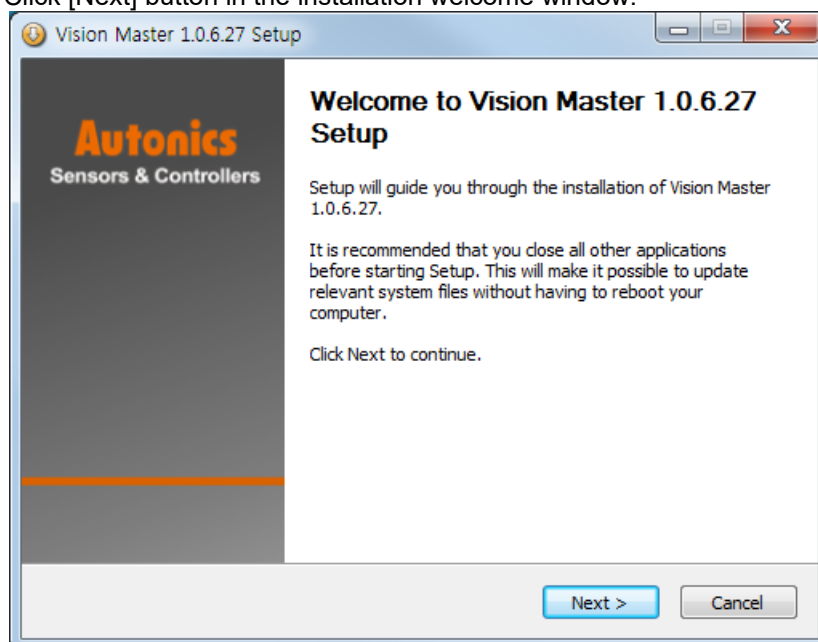 Click [Next] button in the installation welcome window.
Vision Master 1.0.6.27 Setup
Autonics
Sensors & Controllers
Welcome to Vision Master 1.0.6.27
Setup
Setup will guide you through the installation of Vision Master
1.0.6.27.
It is recommended that you close all other applications
before starting Setup. This will make it possible to update
relevant system files without having to reboot your
computer.
Click Next to continue.
Next >
Cancel